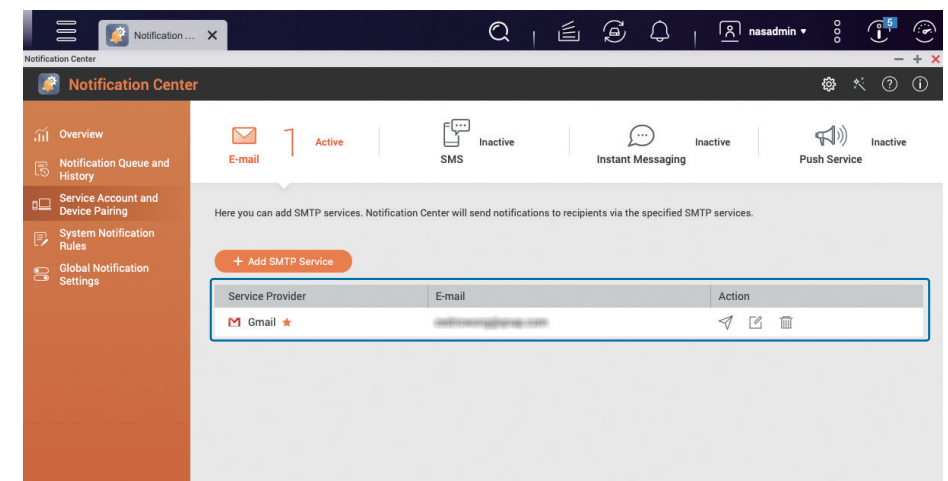 Notification ...
nasadmin
5
Notification Center
Notification Center
Overview
Notification Queue and
History
Service Account and
Device Pairing
System Notification
Rules
Global Notification
Settings
E-mail
1
Active
SMS
Inactive
Instant Messaging
Inactive
Push Service
Inactive
Here you can add SMTP services. Notification Center will send notifications to recipients via the specified SMTP services.
+ Add SMTP Service
Service Provider E-mail Action
Gmail